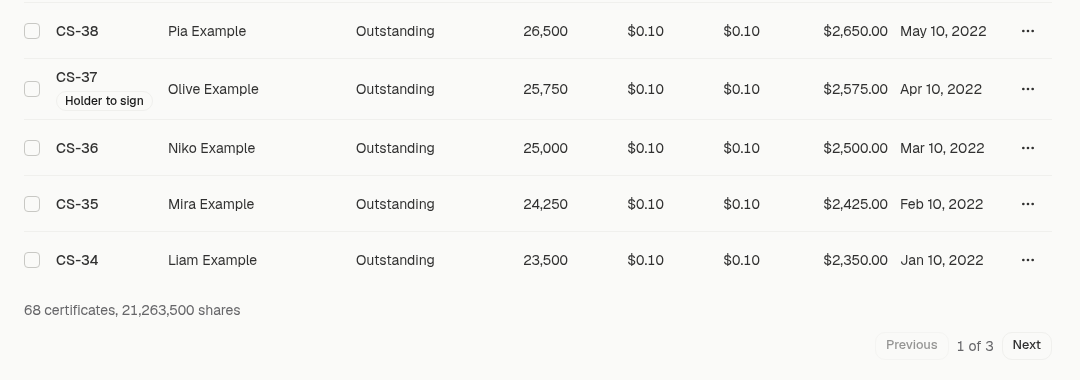 CS-38 Pia Example Outstanding 26,500 $0.10 $0.10 $2,650.00 May 10, 2022 ···
CS-37
Holder to sign
Olive Example Outstanding 25,750 $0.10 $0.10 $2,575.00 Apr 10, 2022 ···
CS-36 Niko Example Outstanding 25,000 $0.10 $0.10 $2,500.00 Mar 10, 2022 ···
CS-35 Mira Example Outstanding 24,250 $0.10 $0.10 $2,425.00 Feb 10, 2022 ···
CS-34 Liam Example Outstanding 23,500 $0.10 $0.10 $2,350.00 Jan 10, 2022 ···
68 certificates, 21,263,500 shares
Previous 1 of 3 Next